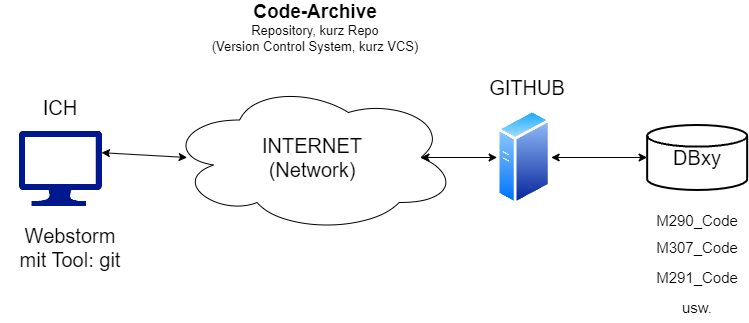 Code-Archive
Repository, kurz Repo
(Version Control System, kurz VCS)
ICH
INTERNET
(Network)
GITHUB
DBxy
Webstorm
mit Tool: git
M290_Code
M307_Code
M291_Code
usw.